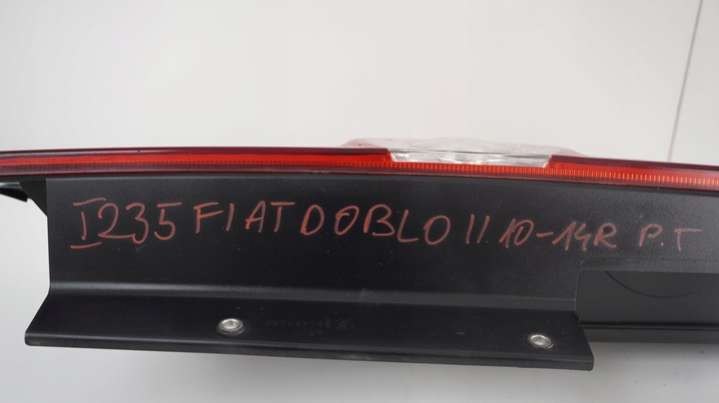 I235 FIAT DOBLO II 10-14R P.T